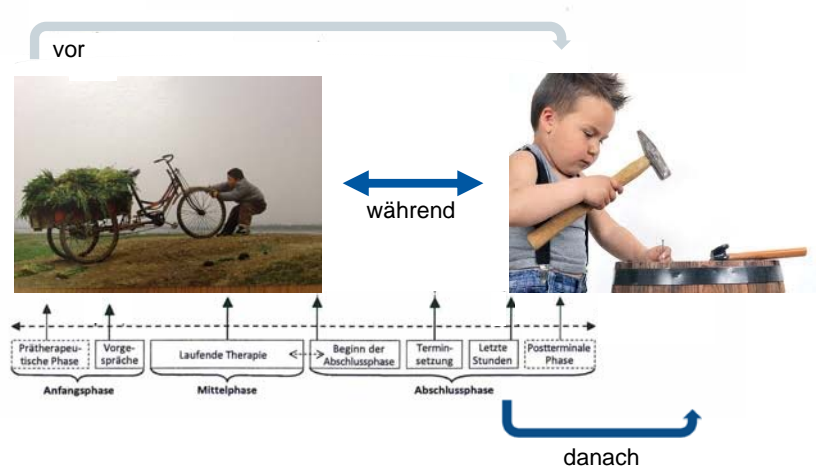 vor
während
Prätherapeu-
tische Phase
Vorge-
spräche
Laufende Therapie
Beginn der
Abschlussphase
Termin-
setzung
Letzte
Stunden
Postterminale
Phase
Anfangsphase
Mittelphase
Abschlussphase
danach